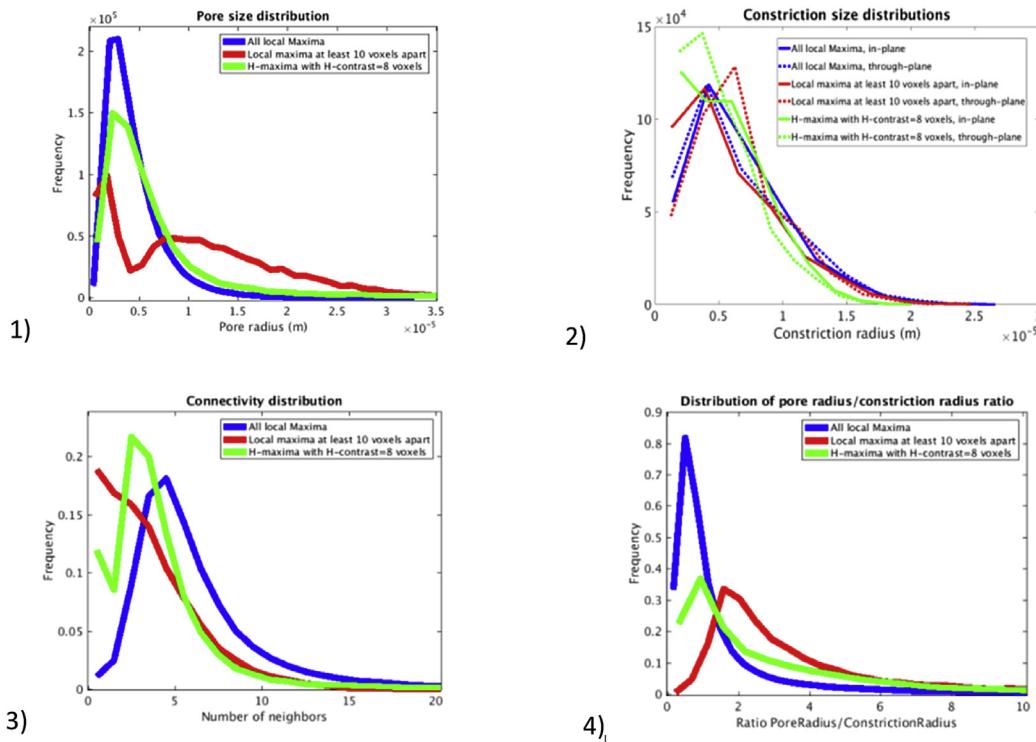 Pore size distribution
×10^5
2
1.5
1
0.5
0
Frequency
All local Maxima
Local maxima at least 10 voxels apart
H-maxima with H-contrast=8 voxels
0 0.5 1 1.5 2 2.5 3 3.5
Pore radius (m)
×10^-5
1)
Constriction size distributions
×10^4
15
10
5
0
Frequency
All local Maxima, in-plane
All local Maxima, through-plane
Local maxima at least 10 voxels apart, in-plane
Local maxima at least 10 voxels apart, through-plane
H-maxima with H-contrast=8 voxels, in-plane
H-maxima with H-contrast=8 voxels, through-plane
0 0.5 1 1.5 2 2.5 3
Constriction radius (m)
×10^-5
2)
Connectivity distribution
0.2
0.15
0.1
0.05
0
Frequency
All local Maxima
Local maxima at least 10 voxels apart
H-maxima with H-contrast=8 voxels
0 5 10 15 20
Number of neighbors
3)
Distribution of pore radius/constriction radius ratio
0.9
0.8
0.7
0.6
0.5
0.4
0.3
0.2
0.1
0
Frequency
All local Maxima
Local maxima at least 10 voxels apart
H-maxima with H-contrast=8 voxels
0 2 4 6 8 10
Ratio PoreRadius/ConstrictionRadius
4)